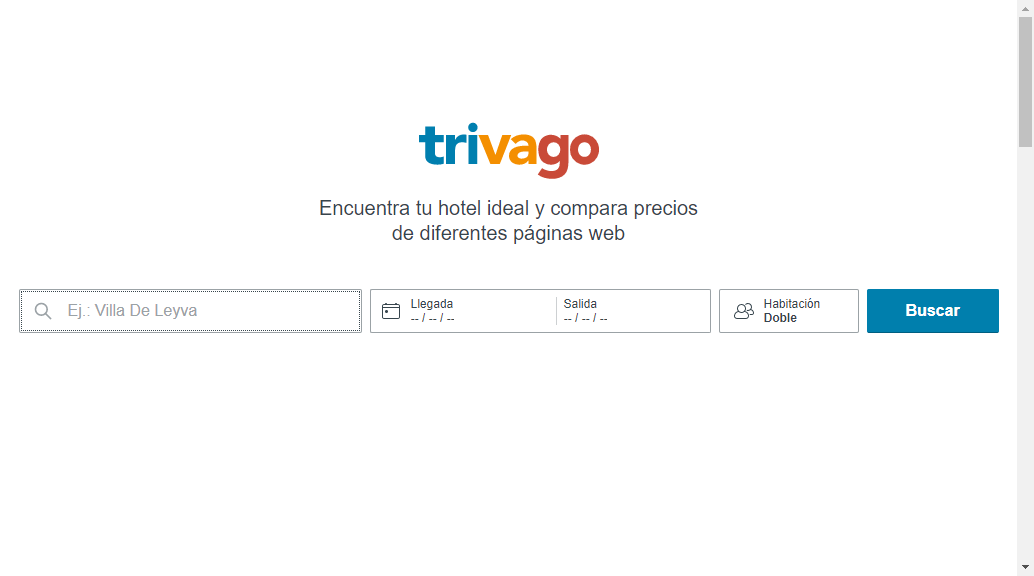 trivago
Encuentra tu hotel ideal y compara precios
de diferentes páginas web
Ej.: Villa De Leyva
Llegada
-- / -- / --
Salida
-- / -- / --
Habitación
Doble
Buscar